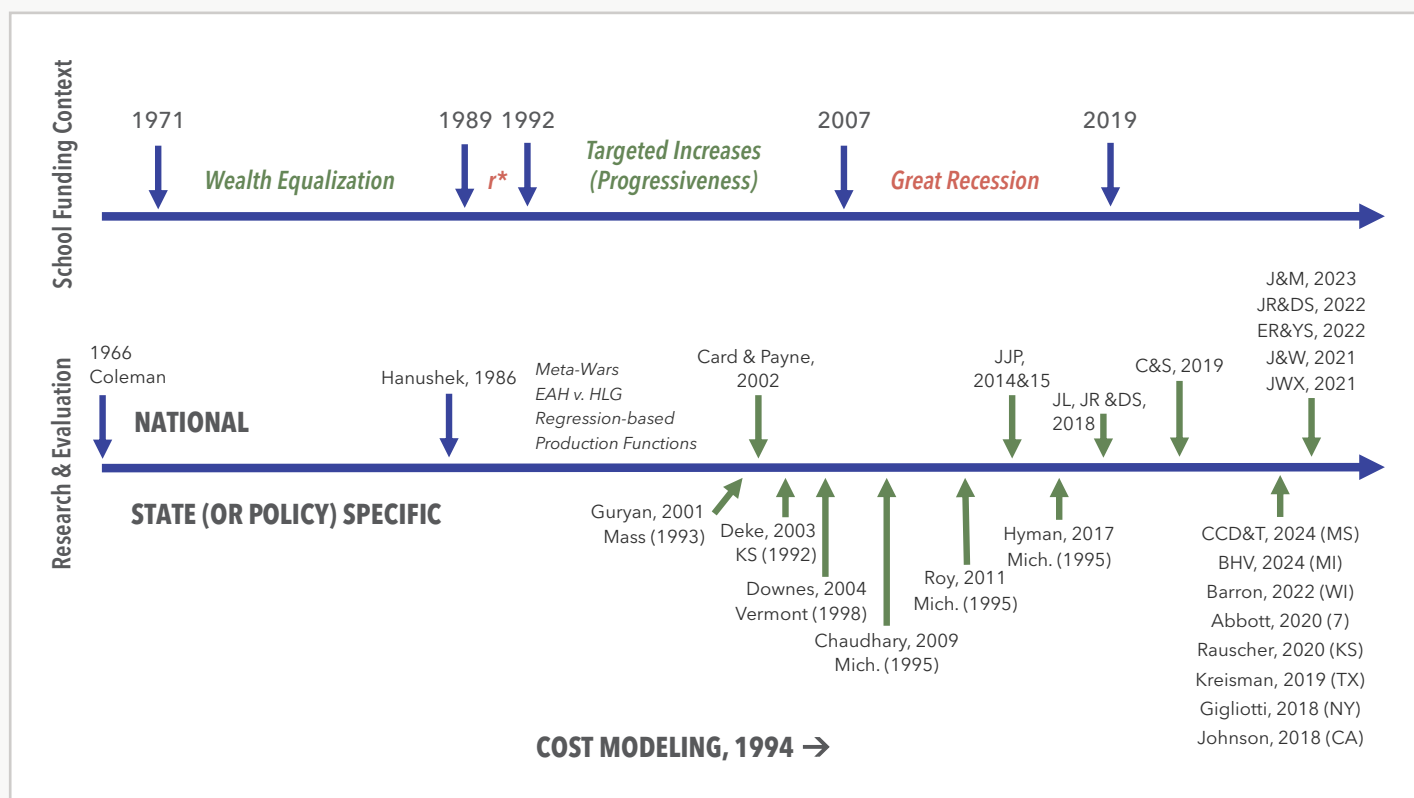 School Funding Context
1971
1989
1992
2007
2019
Wealth Equalization
r*
Targeted Increases
(Progressiveness)
Great Recession
Research & Evaluation
1966
Coleman
NATIONAL
Hanushek, 1986
Meta-Wars
EAH v. HLG
Regression-based
Production Functions
Card & Payne,
2002
JJP,
2014&15
JL, JR &DS,
2018
C&S, 2019
J&M, 2023
JR&DS, 2022
ER&YS, 2022
J&W, 2021
JWX, 2021
STATE (OR POLICY) SPECIFIC
Guryan, 2001
Mass (1993)
Deke, 2003
KS (1992)
Downes, 2004
Vermont (1998)
Chaudhary, 2009
Mich. (1995)
Roy, 2011
Mich. (1995)
Hyman, 2017
Mich. (1995)
CCD&T, 2024 (MS)
BHV, 2024 (MI)
Barron, 2022 (WI)
Abbott, 2020 (7)
Rauscher, 2020 (KS)
Kreisman, 2019 (TX)
Gigliotti, 2018 (NY)
Johnson, 2018 (CA)
COST MODELING, 1994 →